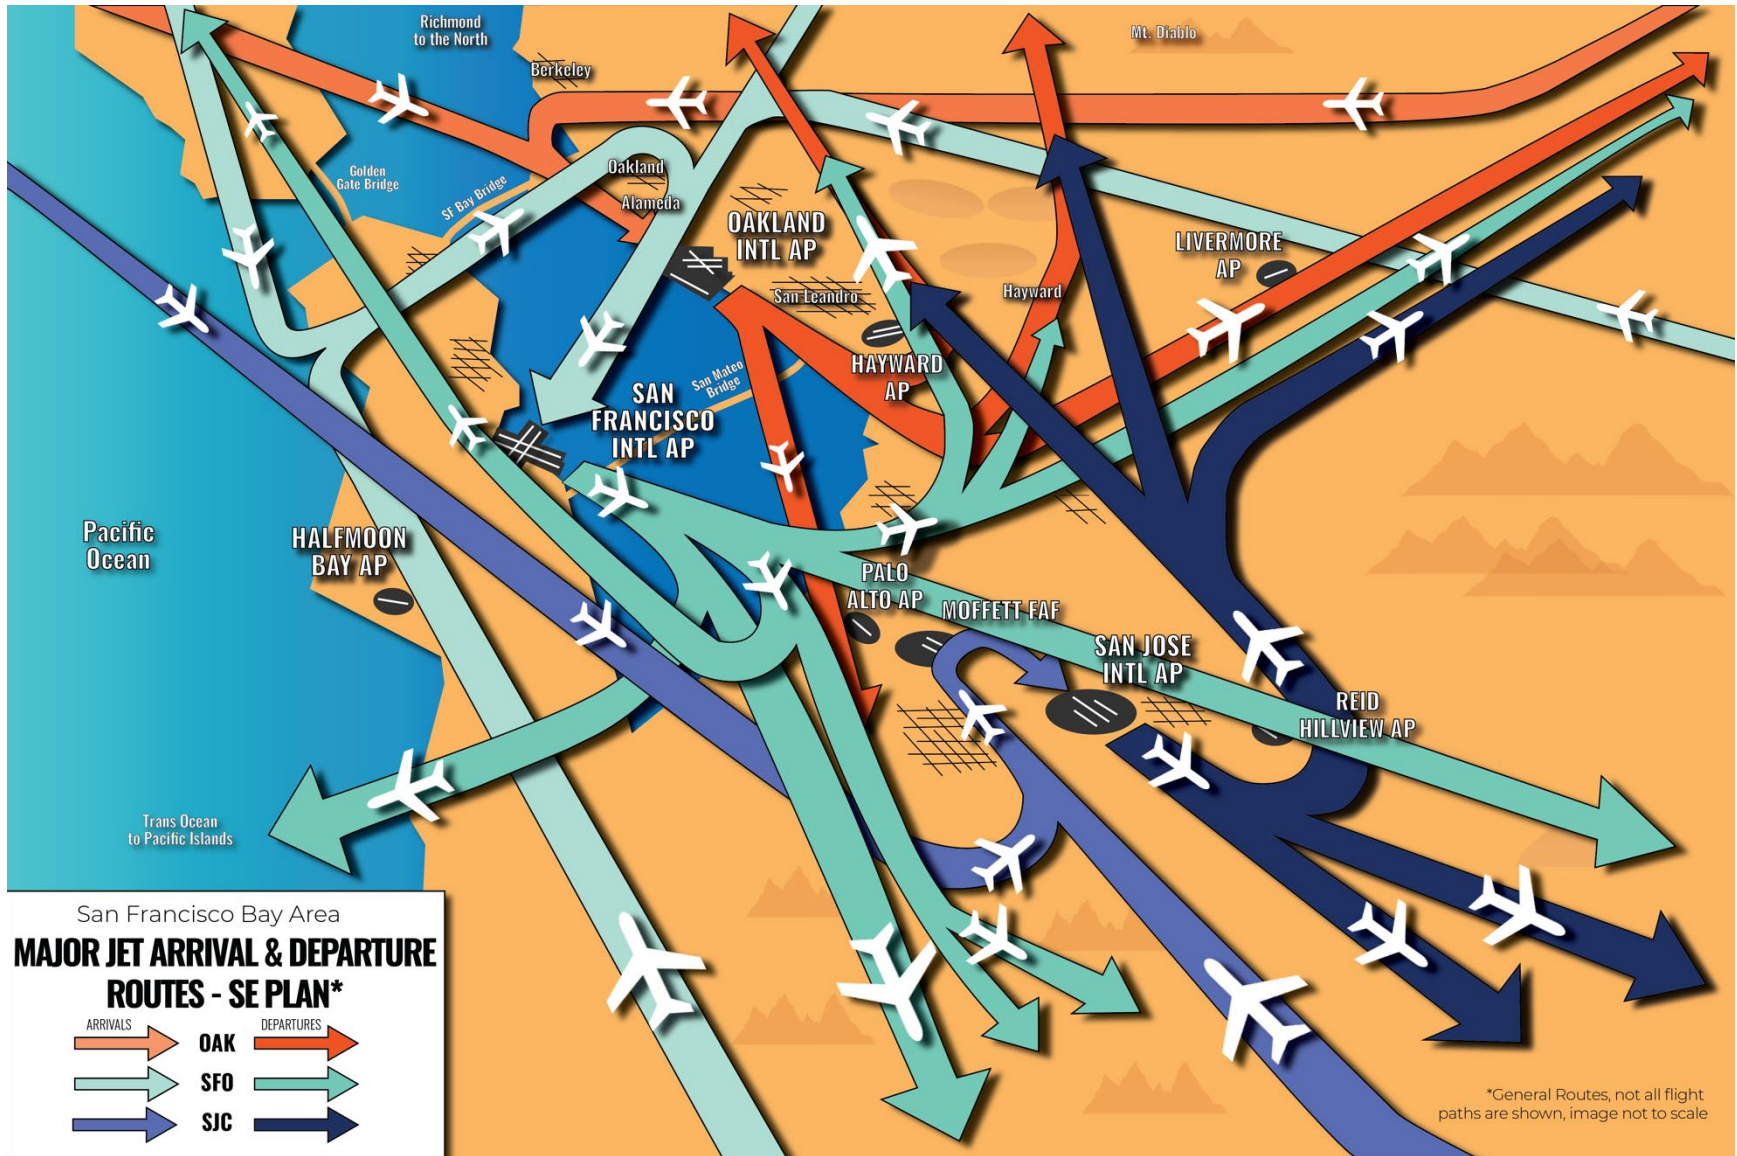 Richmond
to the North
Mt. Diablo
Berkeley
Golden
Gate Bridge
SF Bay Bridge
Oakland
Alameda
OAKLAND
INTL AP
LIVERMORE
AP
San Leandro
Hayward
HAYWARD
AP
San Mateo
Bridge
SAN
FRANCISCO
INTL AP
Pacific
Ocean
HALFMOON
BAY AP
PALO
ALTO AP
MOFFETT FAF
SAN JOSE
INTL AP
REID
HILLVIEW AP
Trans Ocean
to Pacific Islands
San Francisco Bay Area
MAJOR JET ARRIVAL & DEPARTURE
ROUTES - SE PLAN*
ARRIVALS DEPARTURES
OAK
SFO
SJC
*General Routes, not all flight
paths are shown, image not to scale